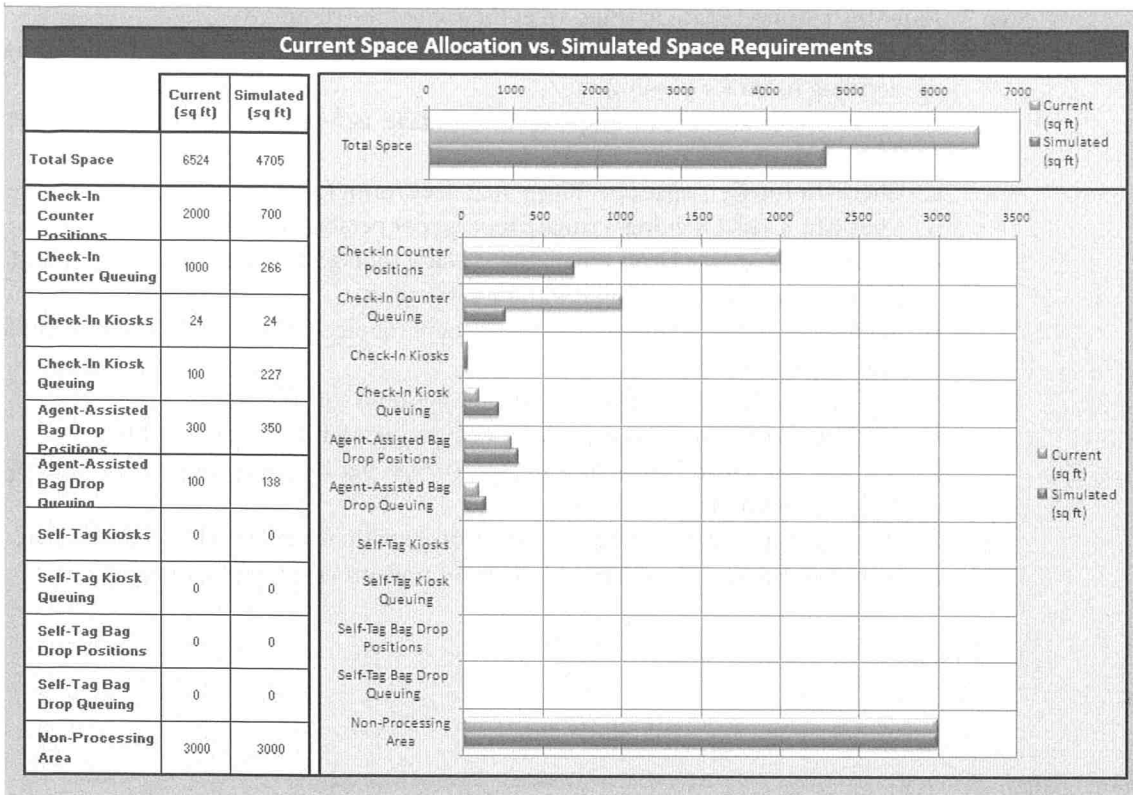 Current Space Allocation vs. Simulated Space Requirements
Current
(sq ft)
Simulated
(sq ft)
Total Space 6524 4705
Check-In
Counter
Positions
2000 700
Check-In
Counter Queuing
1000 266
Check-In Kiosks 24 24
Check-In Kiosk
Queuing
100 227
Agent-Assisted
Bag Drop
Positions
300 350
Agent-Assisted
Bag Drop
Queuing
100 138
Self-Tag Kiosks 0 0
Self-Tag Kiosk
Queuing
0 0
Self-Tag Bag
Drop Positions
0 0
Self-Tag Bag
Drop Queuing
0 0
Non-Processing
Area
3000 3000
0 1000 2000 3000 4000 5000 6000 7000
Total Space
Current
(sq ft)
Simulated
(sq ft)
0 500 1000 1500 2000 2500 3000 3500
Check-In Counter
Positions
Check-In Counter
Queuing
Check-In Kiosks
Check-In Kiosk
Queuing
Agent-Assisted Bag
Drop Positions
Agent-Assisted Bag
Drop Queuing
Self-Tag Kiosks
Self-Tag Kiosk
Queuing
Self-Tag Bag Drop
Positions
Self-Tag Bag Drop
Queuing
Non-Processing
Area
Current
(sq ft)
Simulated
(sq ft)